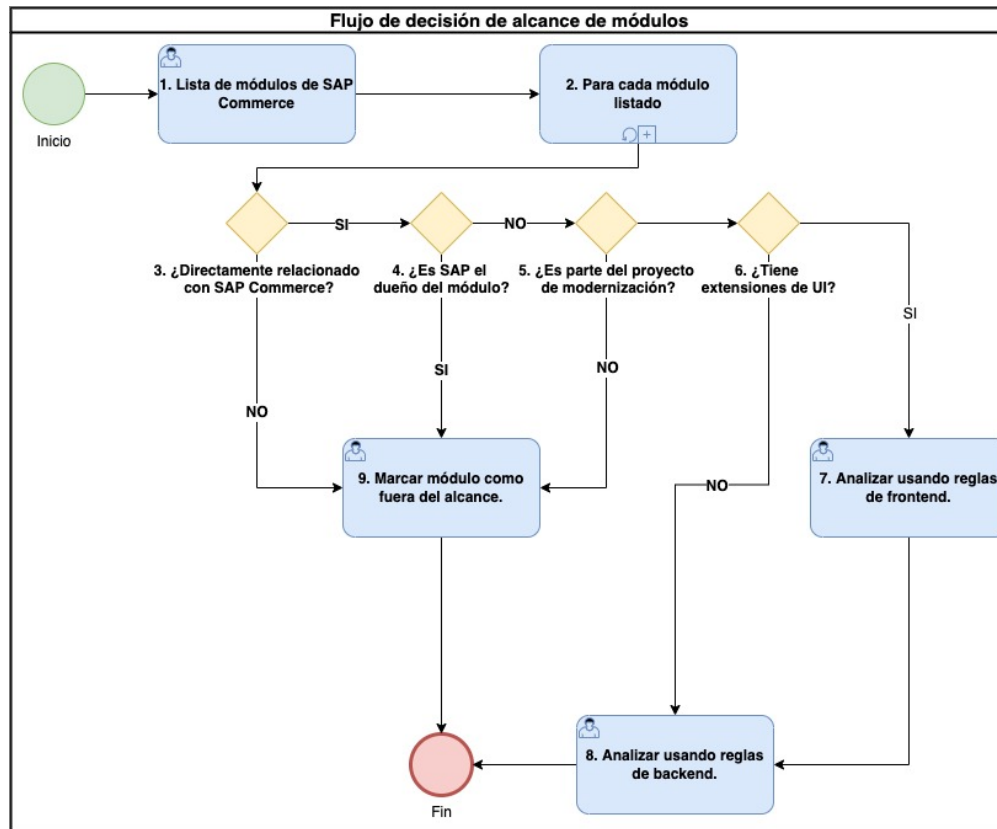 Flujo de decisión de alcance de módulos
1. Lista de módulos de SAP
Commerce
2. Para cada módulo
listado
Inicio
SI
NO
3. ¿Directamente relacionado
con SAP Commerce?
4. ¿Es SAP el
dueño del módulo?
5. ¿Es parte del proyecto
de modernización?
6. ¿Tiene
extensiones de UI?
SI
NO
SI
NO
9. Marcar módulo como
fuera del alcance.
NO
7. Analizar usando reglas
de frontend.
8. Analizar usando reglas
de backend.
Fin